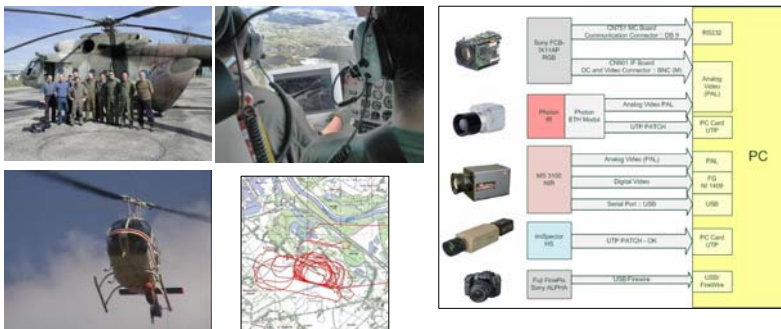 CN751 MC Board
Communication Connector : DB 9
RS232
Sony FCB-
IX11AP
RGB
CN601 IF-Board
DC and Video Connector : BNC (M)
Analog
Video
(PAL)
Photon
IR
Photon
ETH Modul
Analog Video PAL
UTP PATCH
PC Card
UTP
PC
MS 3100
NIR
Analog Video (PAL)
PAL
Digital Video
FG
NI 1409
Serial Port : USB
USB
ImSpector
HS
UTP PATCH - OK
PC Card
UTP
Fuji FinePix
Sony ALPHA
USB/Firewire
USB/
FireWire